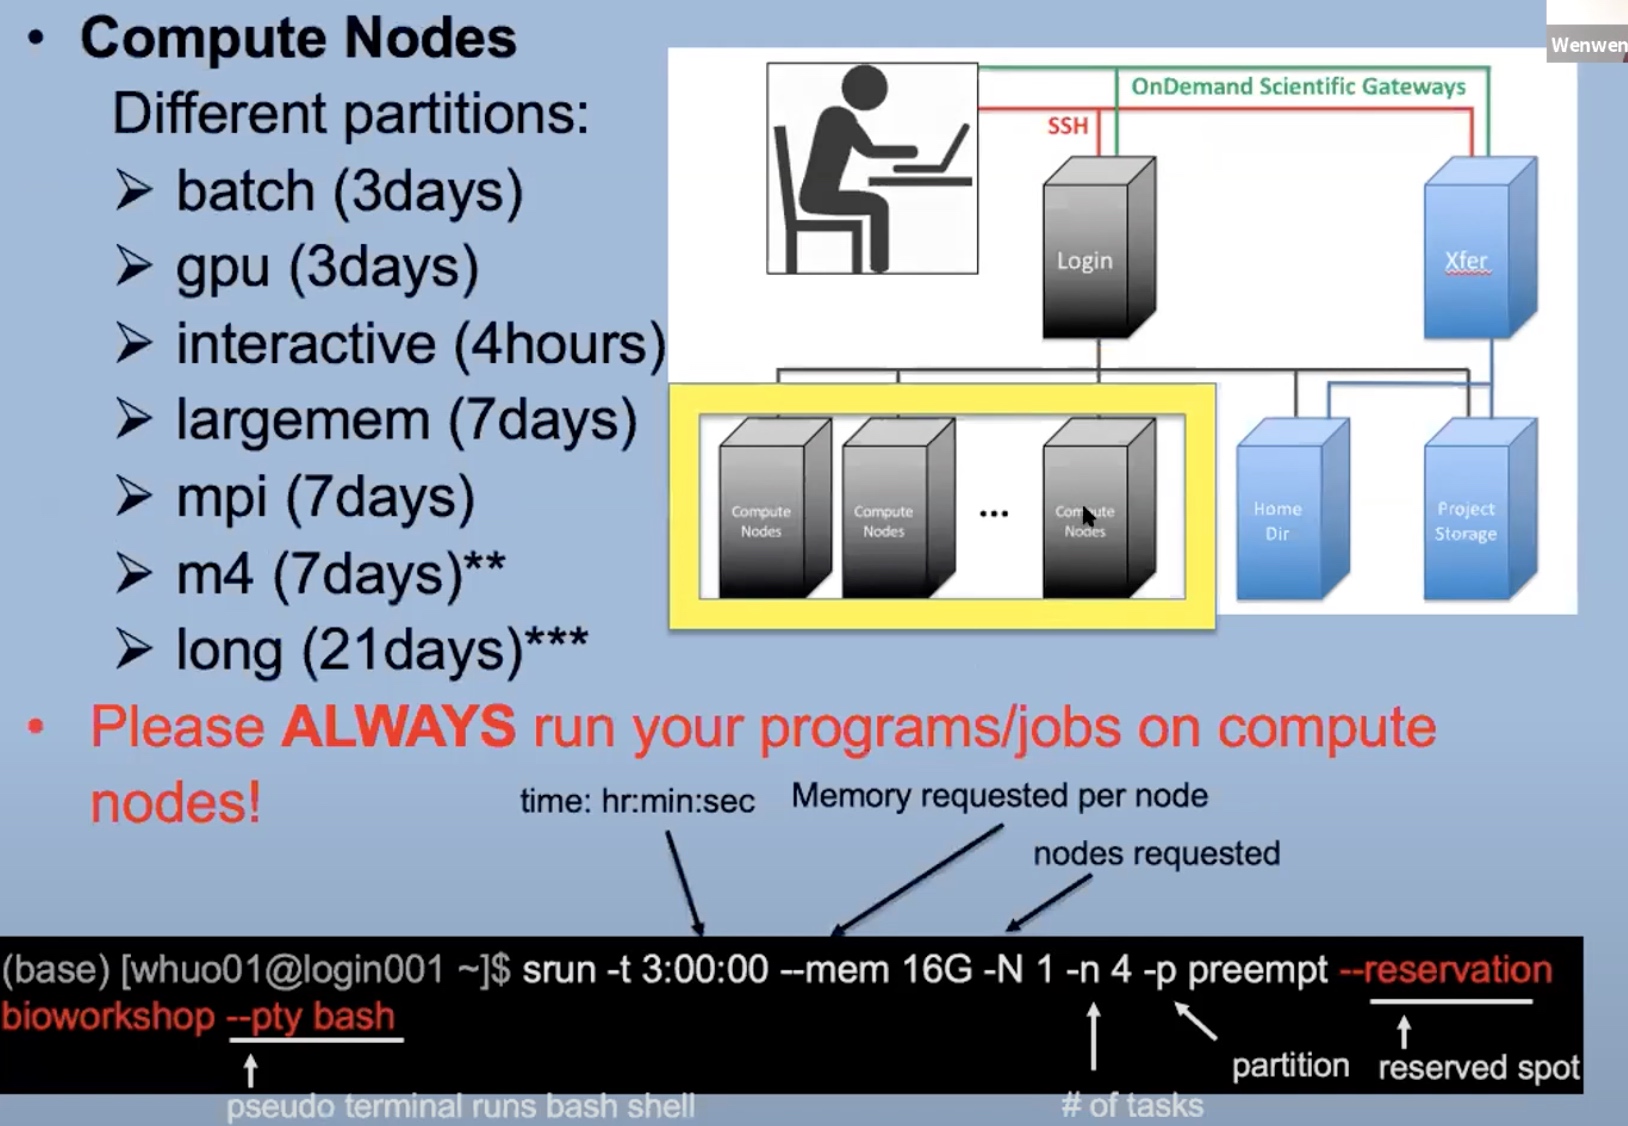 • Compute Nodes
Different partitions:
➢ batch (3days)
➢ gpu (3days)
➢ interactive (4hours)
➢ largemem (7days)
➢ mpi (7days)
➢ m4 (7days)**
➢ long (21days)***
• Please ALWAYS run your programs/jobs on compute
nodes!
Wenwen
OnDemand Scientific Gateways
SSH
Login
Xfer
Compute
Nodes
Compute
Nodes
...
Compute
Nodes
Home
Dir
Project
Storage
time: hr:min:sec
Memory requested per node
nodes requested
(base) [whuo01@login001 ~]$ srun -t 3:00:00 --mem 16G -N 1 -n 4 -p preempt --reservation
bioworkshop --pty bash
partition
reserved spot
pseudo terminal runs bash shell
# of tasks